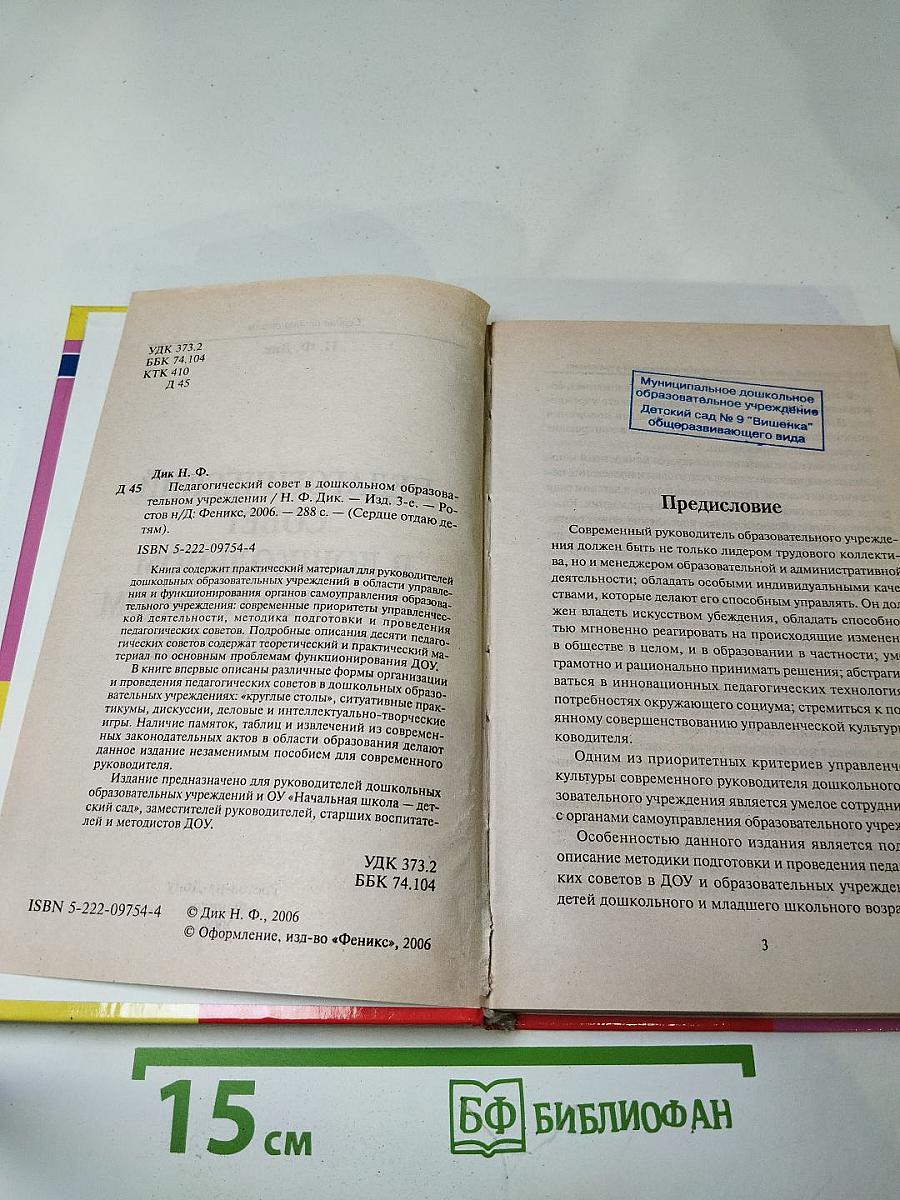 УДК 373.2
ББК 74.104
КТК 410
Д 45
Дик Н. Ф.
Д 45 Педагогический совет в дошкольном образова-
тельном учреждении / Н. Ф. Дик. — Изд. 3-е. — Ро-
стов н/Д: Феникс, 2006. — 288 с. — (Сердце отдаю де-
тям).
ISBN 5-222-09754-4
Книга содержит практический материал для руководителей
дошкольных образовательных учреждений в области управле-
ния и функционирования органов самоуправления образова-
тельного учреждения: современные приоритеты управленчес-
кой деятельности, методика подготовки и проведения
педагогических советов. Подробные описания десяти педаго-
гических советов содержат теоретический и практический ма-
териал по основным проблемам функционирования ДОУ.
В книге впервые описаны различные формы организации
и проведения педагогических советов в дошкольных образо-
вательных учреждениях: «круглые столы», ситуативные прак-
тикумы, дискуссии, деловые и интеллектуально-творческие
игры. Наличие памяток, таблиц и извлечений из современ-
ных законодательных актов в области образования делают
данное издание незаменимым пособием для современного
руководителя.
Издание предназначено для руководителей дошкольных
образовательных учреждений и ОУ «Начальная школа — дет-
ский сад», заместителей руководителей, старших воспитате-
лей и методистов ДОУ.
УДК 373.2
ББК 74.104
ISBN 5-222-09754-4 © Дик Н. Ф., 2006
© Оформление, изд-во «Феникс», 2006
Муниципальное дошкольное
образовательное учреждение
Детский сад № 9 "Вишенка"
общеразвивающего вида
Предисловие
Современный руководитель образовательного учрежде-
ния должен быть не только лидером трудового коллекти-
ва, но и менеджером образовательной и административной
деятельности; обладать особыми индивидуальными каче
ствами, которые делают его способным управлять. Он дол
жен владеть искусством убеждения, обладать способно
тью мгновенно реагировать на происходящие изменен
в обществе в целом, и в образовании в частности; ум
грамотно и рационально принимать решения; абстраги
ваться в инновационных педагогических технология
потребностях окружающего социума; стремиться к по
янному совершенствованию управленческой культур
ководителя.
Одним из приоритетных критериев управленч
культуры современного руководителя дошкольного
зовательного учреждения является умелое сотрудни
с органами самоуправления образовательного учреж
Особенностью данного издания является под
описание методики подготовки и проведения педа
ких советов в ДОУ и образовательных учрежден
детей дошкольного и младшего школьного возра
3
15 см
БФ БИБЛИОФАН